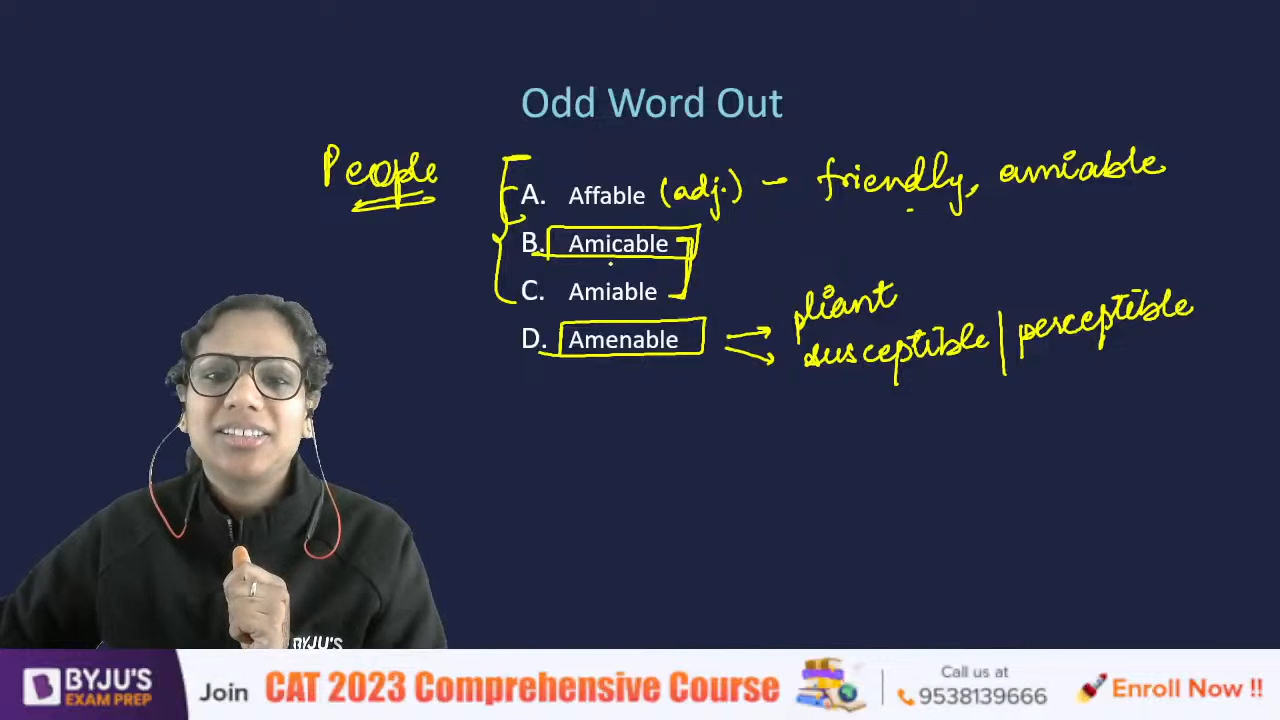 Odd Word Out
People
A. Affable (adj.) - friendly, amiable
B. Amicable
C. Amiable
D. Amenable
pliant
susceptible | perceptible
BYJU'S
BYJU'S
EXAM PREP
Join CAT 2023 Comprehensive Course
Call us at
9538139666
Enroll Now !!